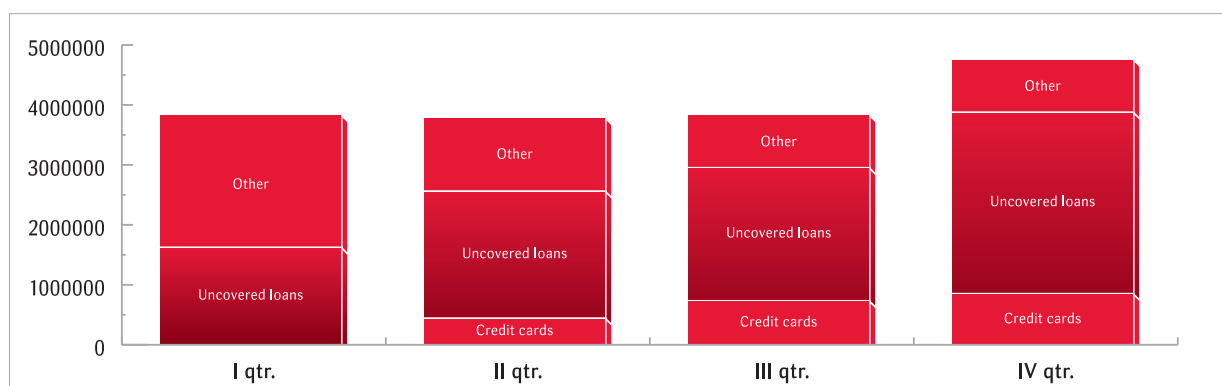 5000000
4000000
3000000
2000000
1000000
0
Other
Uncovered loans
Other
Uncovered loans
Credit cards
Other
Uncovered loans
Credit cards
Other
Uncovered loans
Credit cards
I qtr.
II qtr.
III qtr.
IV qtr.